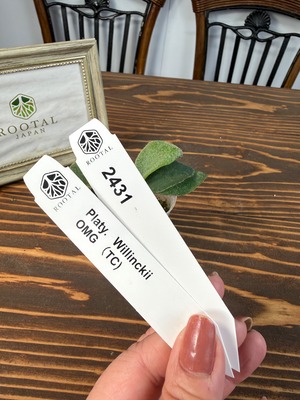 ROOTAL
JAPAN
ROOTAL
2431
ROOTAL
Platy. Willinckii
OMG (TC)